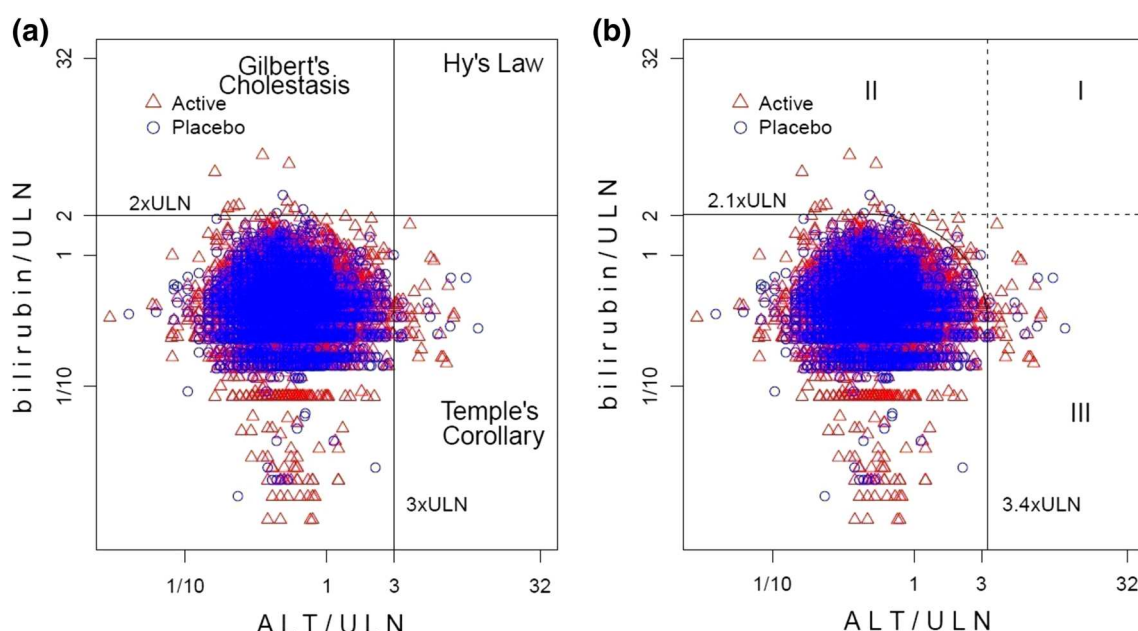 (a)
32
Gilbert's
Cholestasis
Hy's Law
Active
Placebo
2xULN
2
1
1/10
bilirubin/ULN
Temple's
Corollary
3xULN
1/10
1
3
32
ALT/ULN
(b)
32
II
I
Active
Placebo
2.1xULN
2
1
1/10
bilirubin/ULN
III
3.4xULN
1/10
1
3
32
ALT/ULN